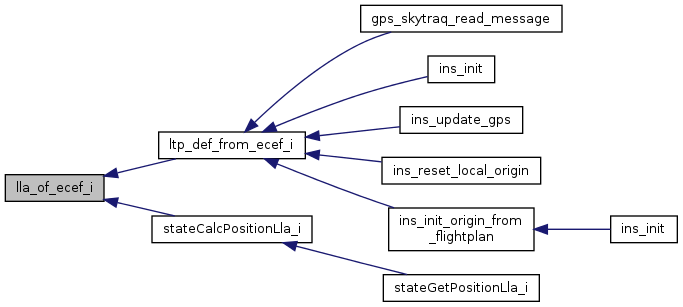 gps_skytraq_read_message
ins_init
ins_update_gps
ltp_def_from_ecef_i
ins_reset_local_origin
lla_of_ecef_i
ins_init_origin_from
_flightplan
ins_init
stateCalcPositionLla_i
stateGetPositionLla_i